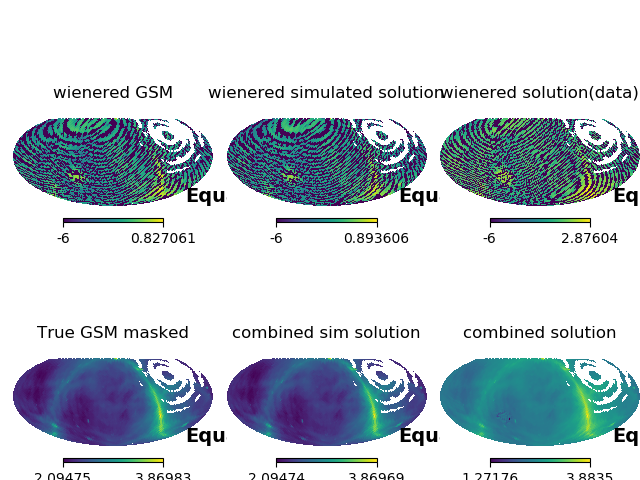 wienered GSM
wienered simulated solution
wienered solution(data)
Equ
Equ
Eq
-6 0.827061
-6 0.893606
-6 2.87604
True GSM masked
combined sim solution
combined solution
Equ
Equ
Eq
2.09475 3.86983
2.09474 3.86969
1.27176 3.8835